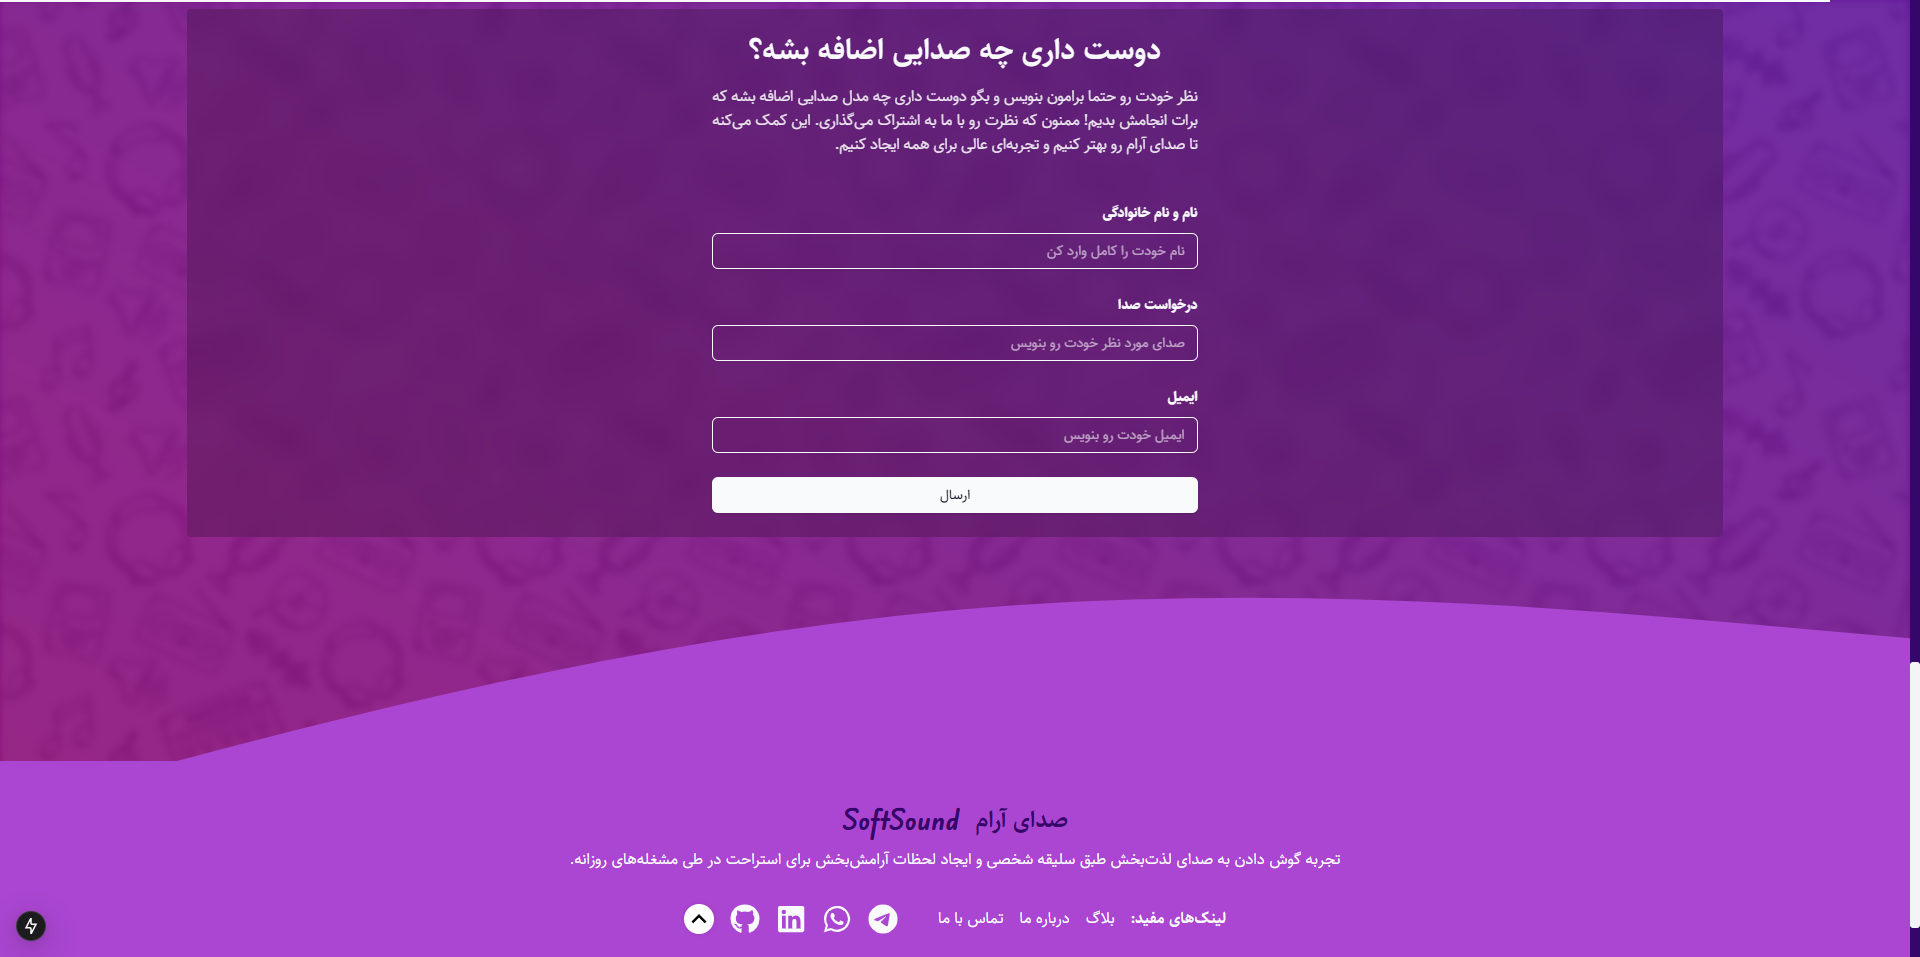 دوست داری چه صدایی اضافه بشه؟
نظر خودت رو حتما برامون بنویس و بگو دوست داری چه مدل صدایی اضافه بشه که
برات انجامش بدیم! ممنون که نظرت رو با ما به اشتراک می‌گذاری. این کمک می‌کنه
تا صدای آرام رو بهتر کنیم و تجربه‌ای عالی برای همه ایجاد کنیم.
نام و نام خانوادگی
نام خودت را کامل وارد کن
درخواست صدا
صدای مورد نظر خودت رو بنویس
ایمیل
ایمیل خودت رو بنویس
ارسال
صدای آرام SoftSound
تجربه گوش دادن به صدای لذت‌بخش طبق سلیقه شخصی و ایجاد لحظات آرامش‌بخش برای استراحت در طی مشغله‌های روزانه.
لینک‌های مفید: بلاگ درباره ما تماس با ما